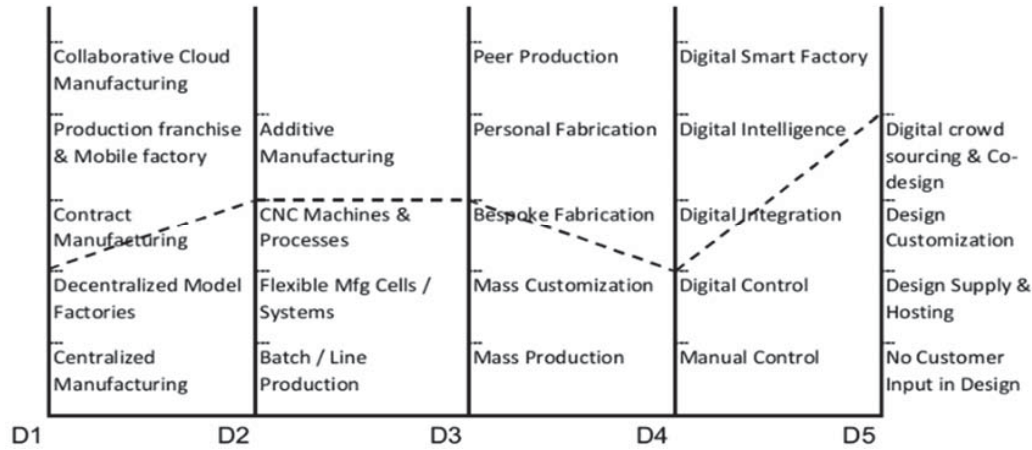 Collaborative Cloud
Manufacturing
Production franchise
& Mobile factory
Contract
Manufacturing
Decentralized Model
Factories
Centralized
Manufacturing
Additive
Manufacturing
CNC Machines &
Processes
Flexible Mfg Cells /
Systems
Batch / Line
Production
Peer Production
Personal Fabrication
Bespoke Fabrication
Mass Customization
Mass Production
Digital Smart Factory
Digital Intelligence
Digital Integration
Digital Control
Manual Control
Digital crowd
sourcing & Co-
design
Design
Customization
Design Supply &
Hosting
No Customer
Input in Design
D1
D2
D3
D4
D5